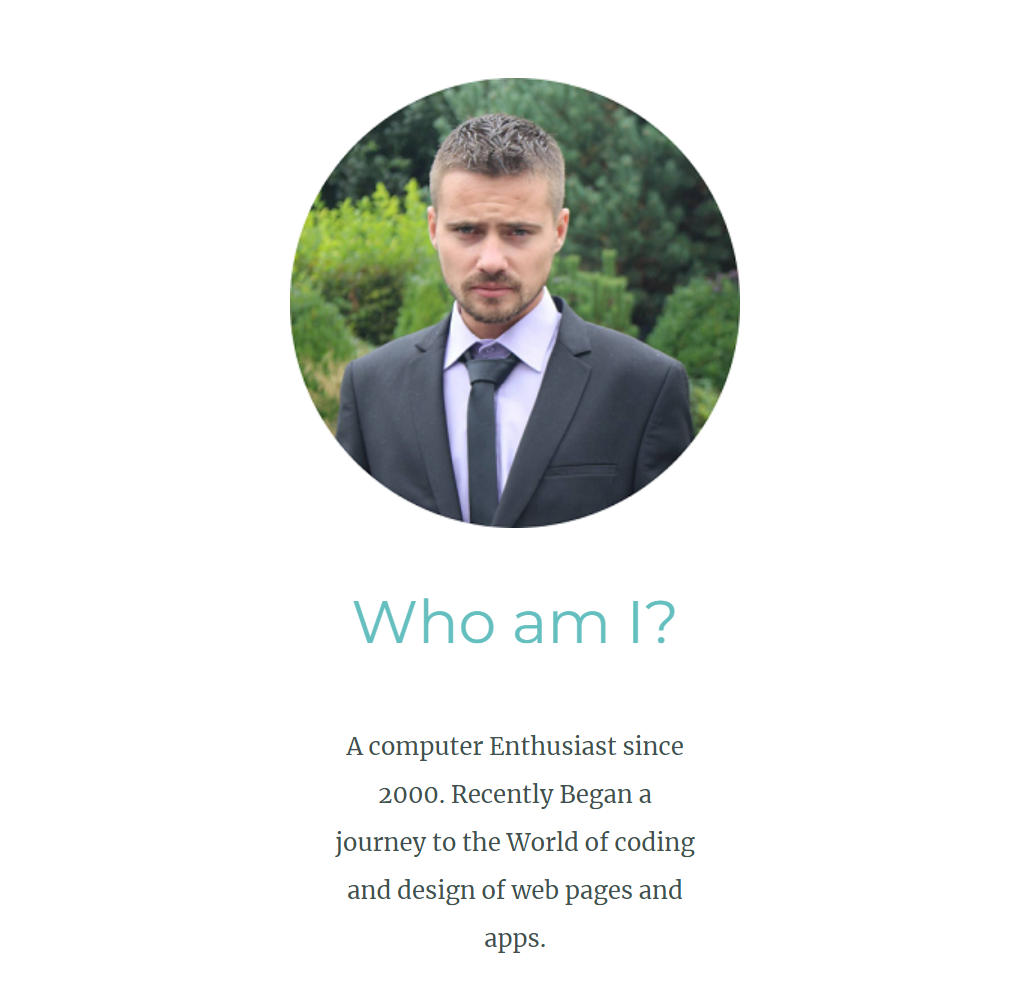 Who am I?
A computer Enthusiast since
2000. Recently Began a
journey to the World of coding
and design of web pages and
apps.